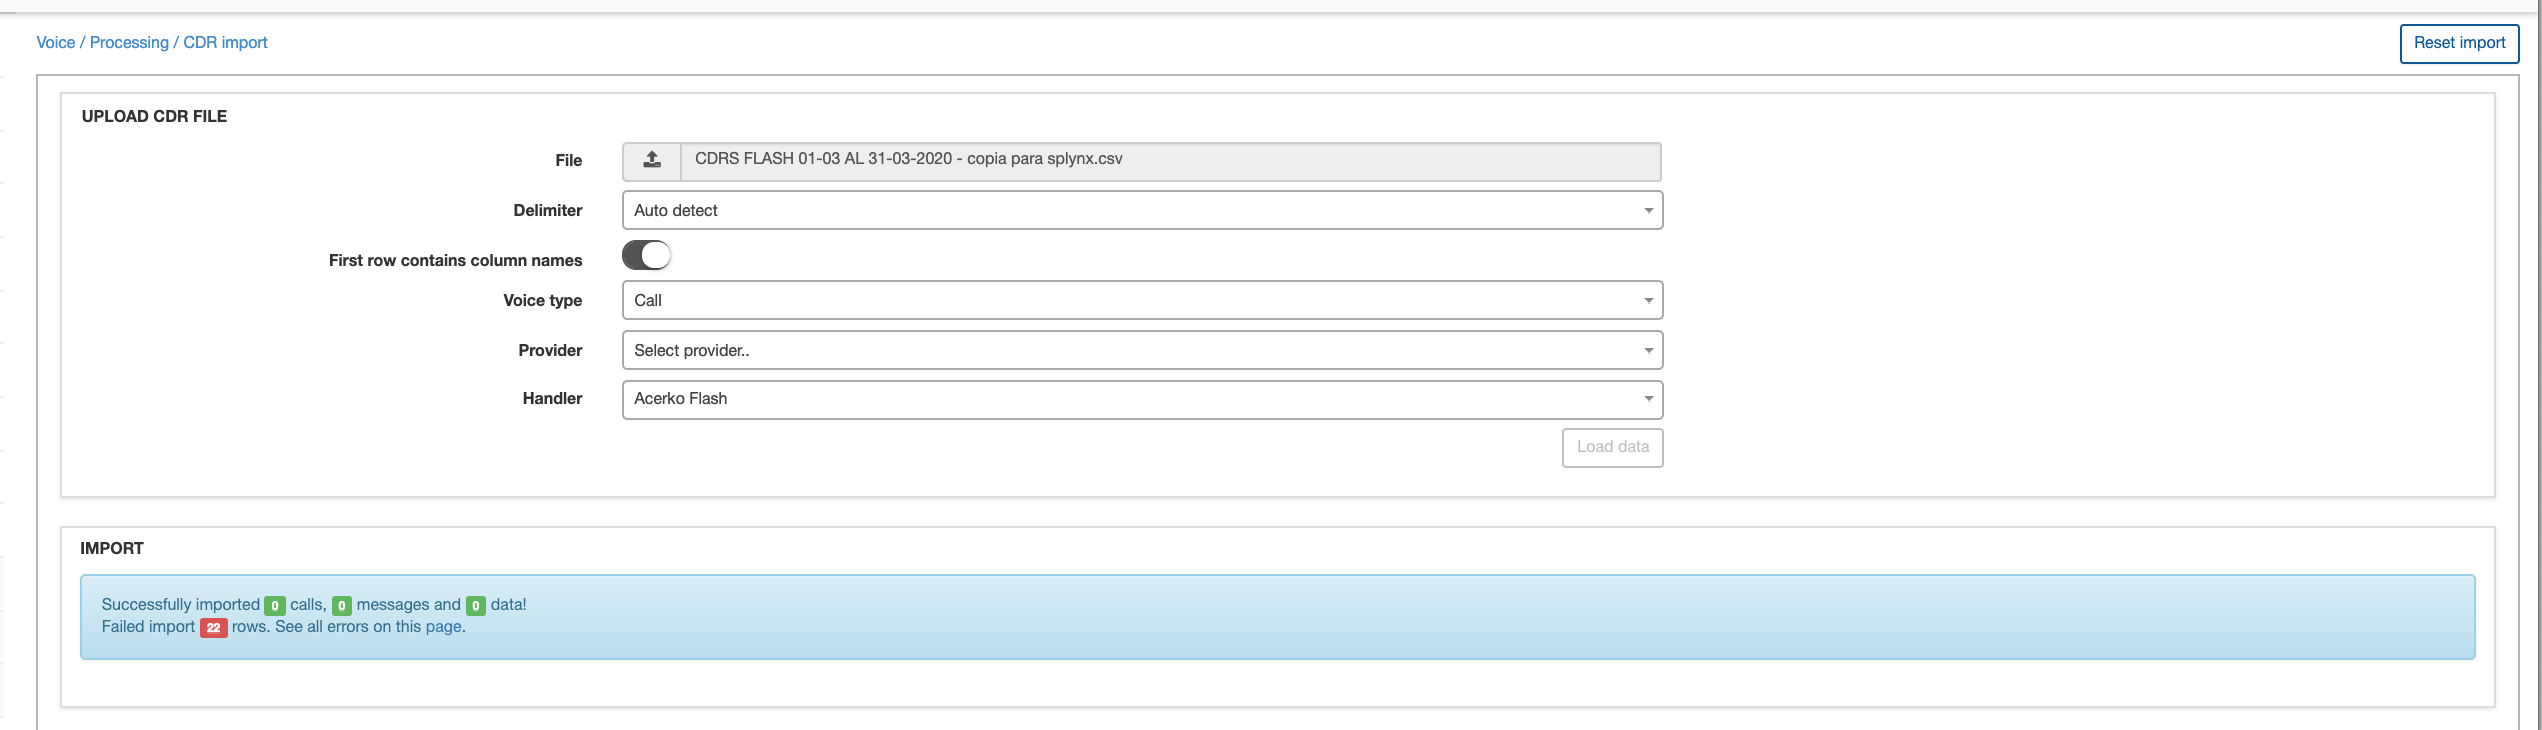 Voice / Processing / CDR import
Reset import
UPLOAD CDR FILE
File
CDRS FLASH 01-03 AL 31-03-2020 - copia para splynx.csv
Delimiter
Auto detect
First row contains column names
Voice type
Call
Provider
Select provider..
Handler
Acerko Flash
Load data
IMPORT
Successfully imported 0 calls, 0 messages and 0 data!
Failed import 22 rows. See all errors on this page.